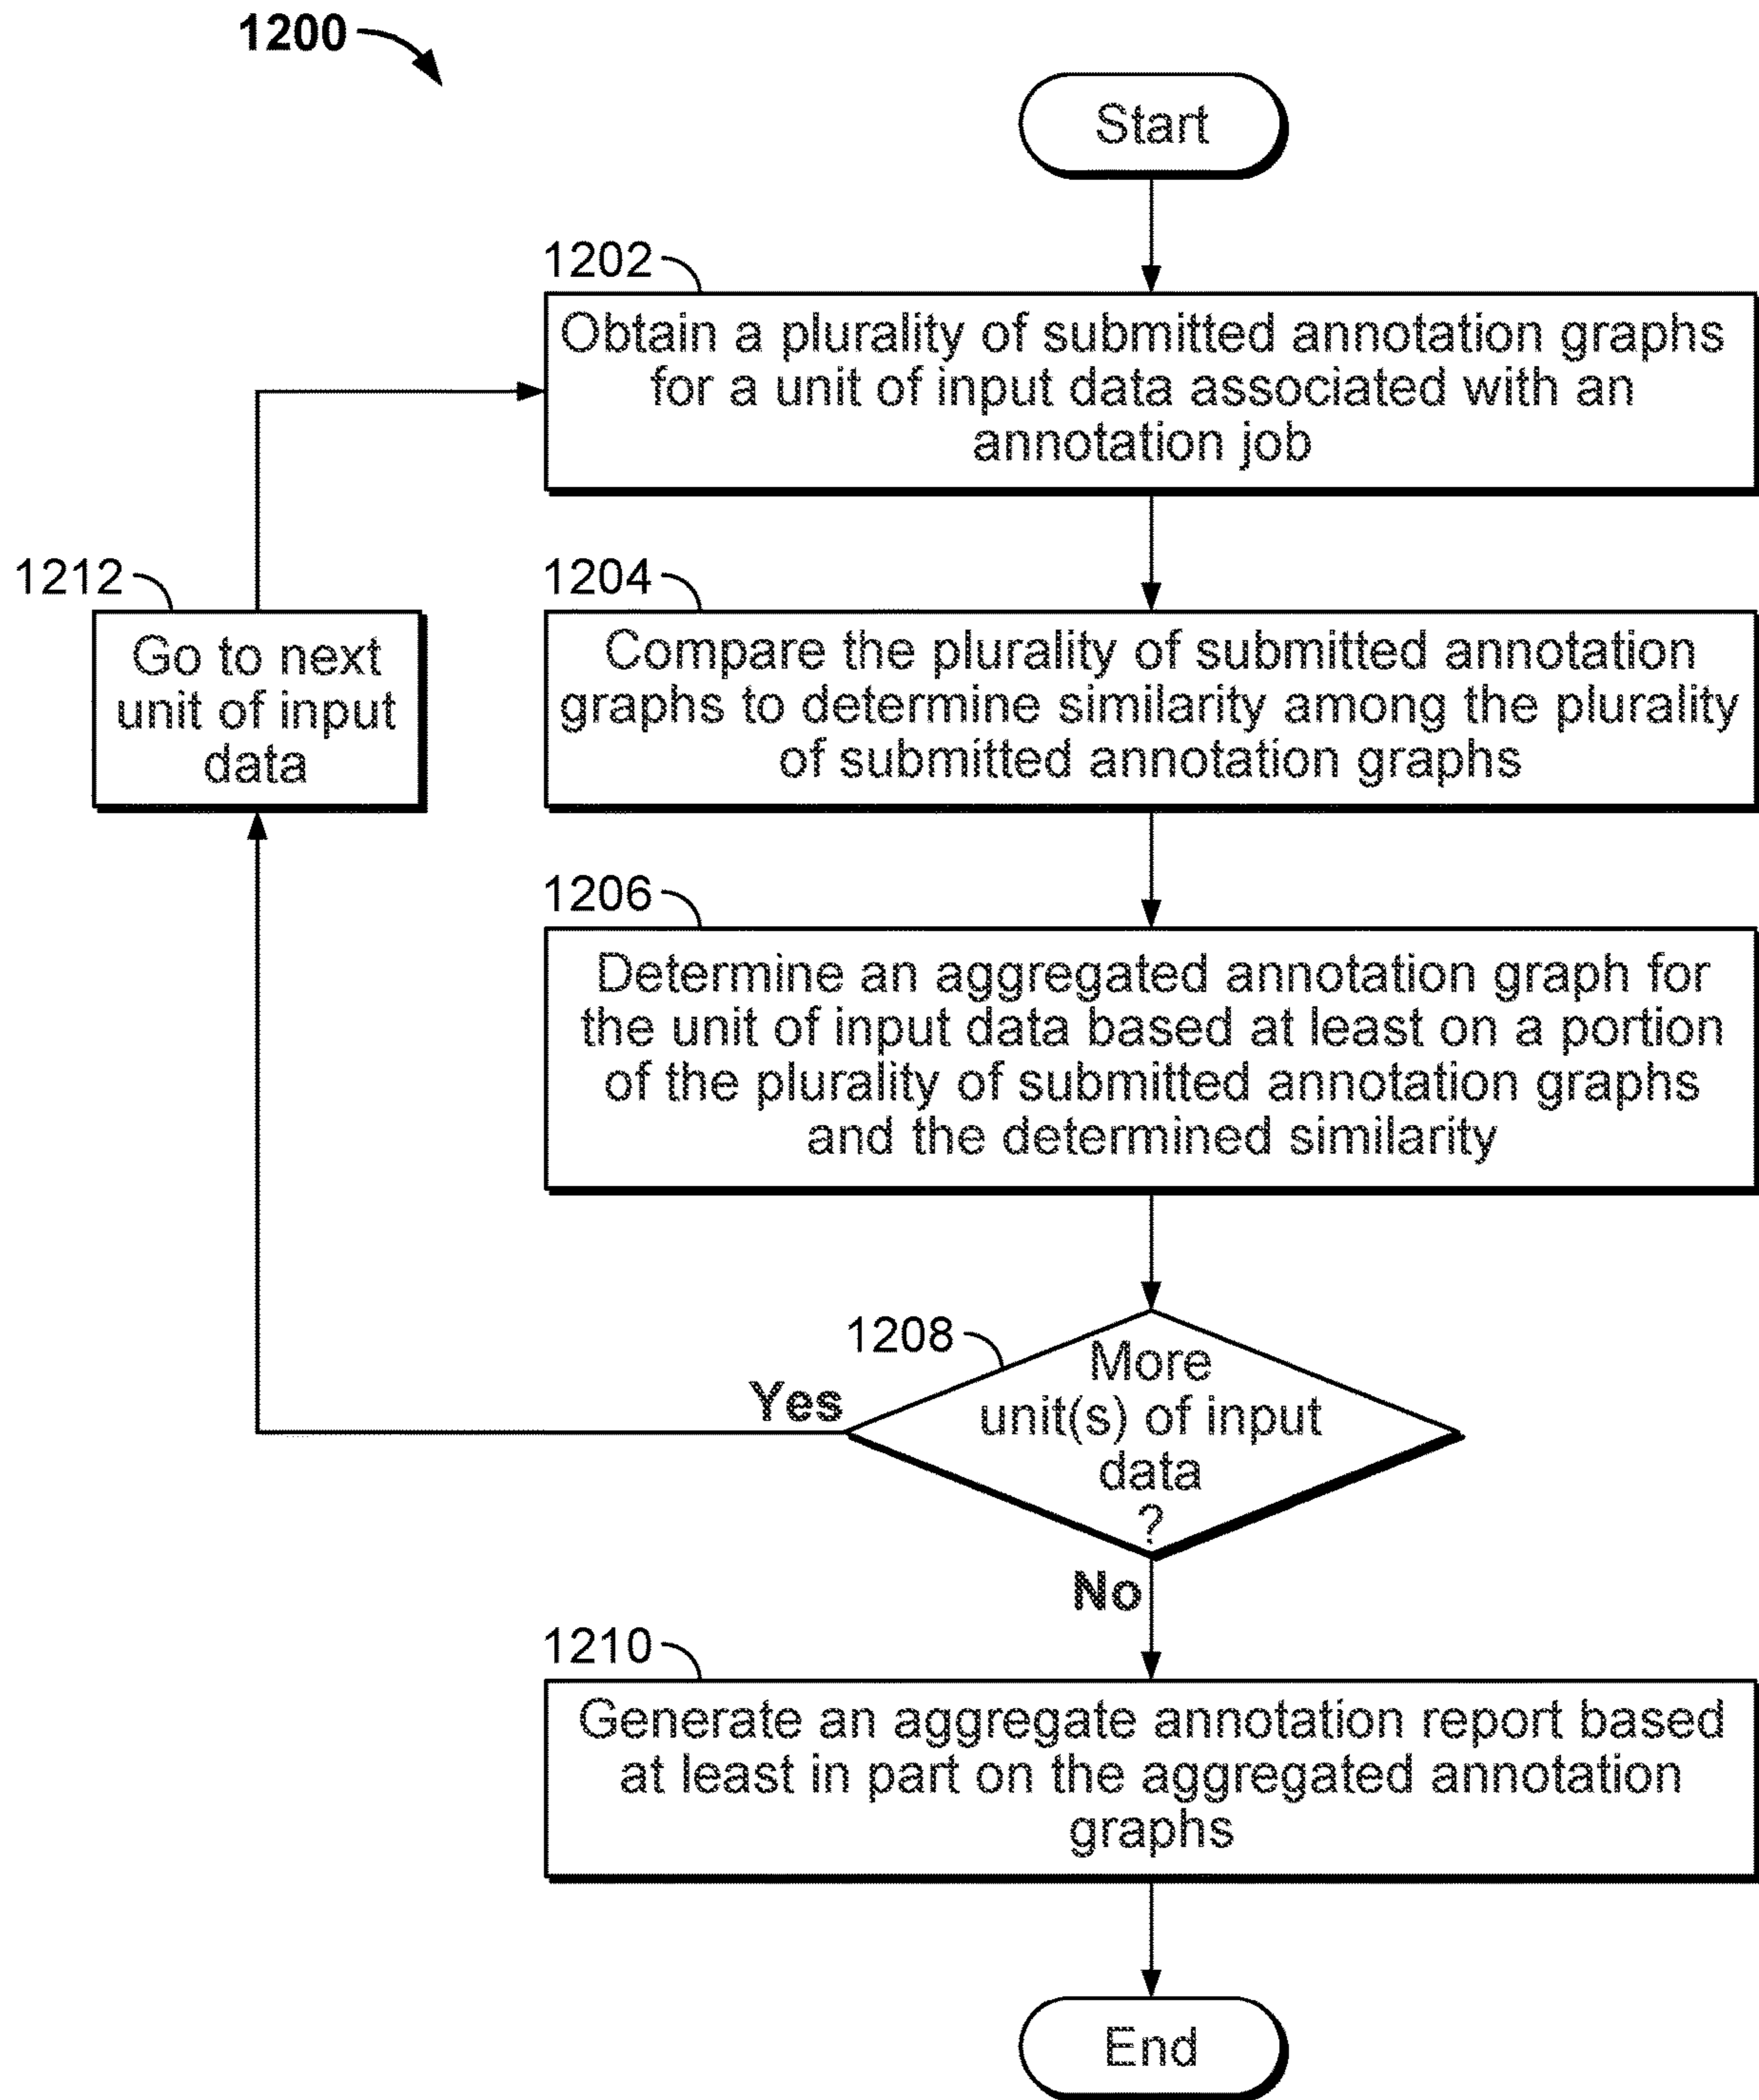 1200
Start
1202
Obtain a plurality of submitted annotation graphs
for a unit of input data associated with an
annotation job
1212
Go to next
unit of input
data
1204
Compare the plurality of submitted annotation
graphs to determine similarity among the plurality
of submitted annotation graphs
1206
Determine an aggregated annotation graph for
the unit of input data based at least on a portion
of the plurality of submitted annotation graphs
and the determined similarity
1208
More
unit(s) of input
data
?
Yes
No
1210
Generate an aggregate annotation report based
at least in part on the aggregated annotation
graphs
End